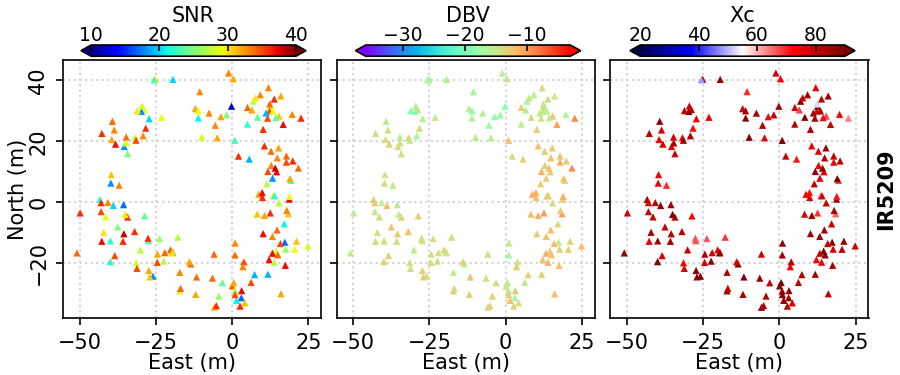 SNR DBV Xc
10 20 30 40 −30 −20 −10 20 40 60 80
40
20
0
−20
North (m)
IR5209
−50 −25 0 25 −50 −25 0 25 −50 −25 0 25
East (m) East (m) East (m)